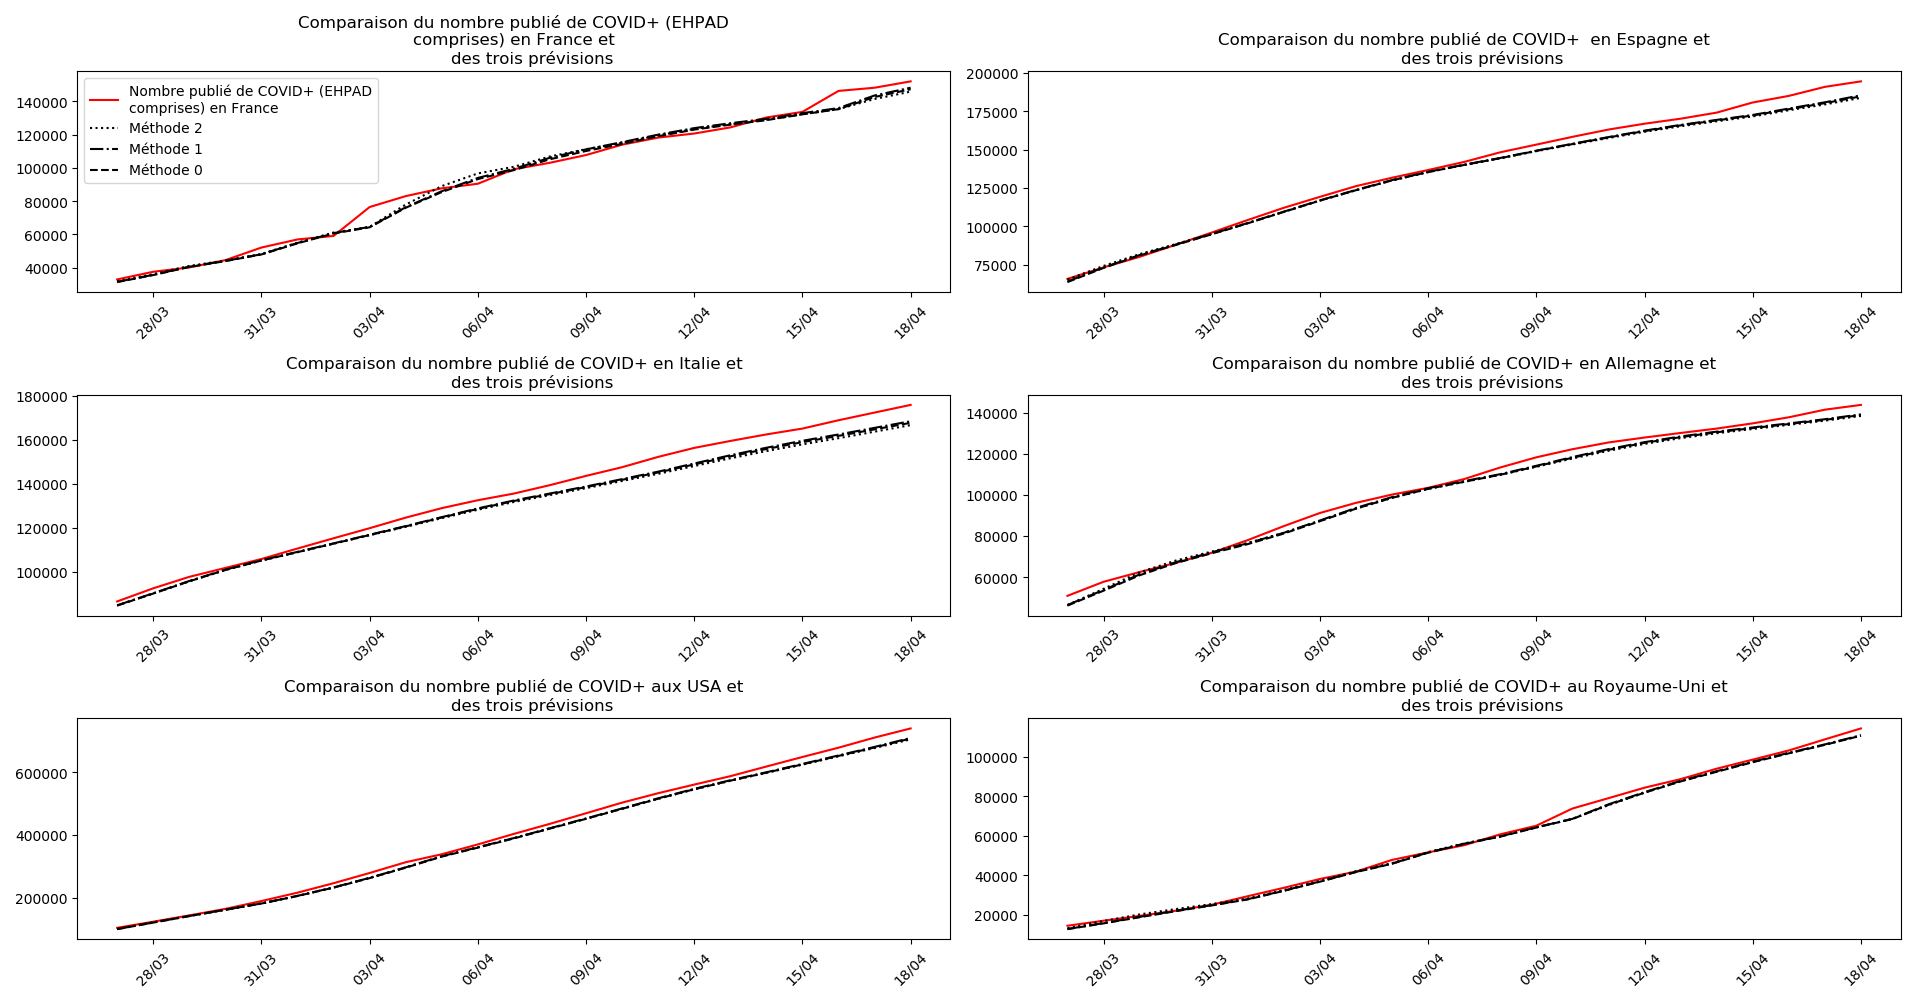 Comparaison du nombre publié de COVID+ (EHPAD
comprises) en France et
des trois prévisions
140000
120000
100000
80000
60000
40000
Nombre publié de COVID+ (EHPAD
comprises) en France
Méthode 2
Méthode 1
Méthode 0
28/03 31/03 03/04 06/04 09/04 12/04 15/04 18/04
Comparaison du nombre publié de COVID+  en Espagne et
des trois prévisions
200000
175000
150000
125000
100000
75000
28/03 31/03 03/04 06/04 09/04 12/04 15/04 18/04
Comparaison du nombre publié de COVID+ en Italie et
des trois prévisions
180000
160000
140000
120000
100000
28/03 31/03 03/04 06/04 09/04 12/04 15/04 18/04
Comparaison du nombre publié de COVID+ en Allemagne et
des trois prévisions
140000
120000
100000
80000
60000
28/03 31/03 03/04 06/04 09/04 12/04 15/04 18/04
Comparaison du nombre publié de COVID+ aux USA et
des trois prévisions
600000
400000
200000
28/03 31/03 03/04 06/04 09/04 12/04 15/04 18/04
Comparaison du nombre publié de COVID+ au Royaume-Uni et
des trois prévisions
100000
80000
60000
40000
20000
28/03 31/03 03/04 06/04 09/04 12/04 15/04 18/04